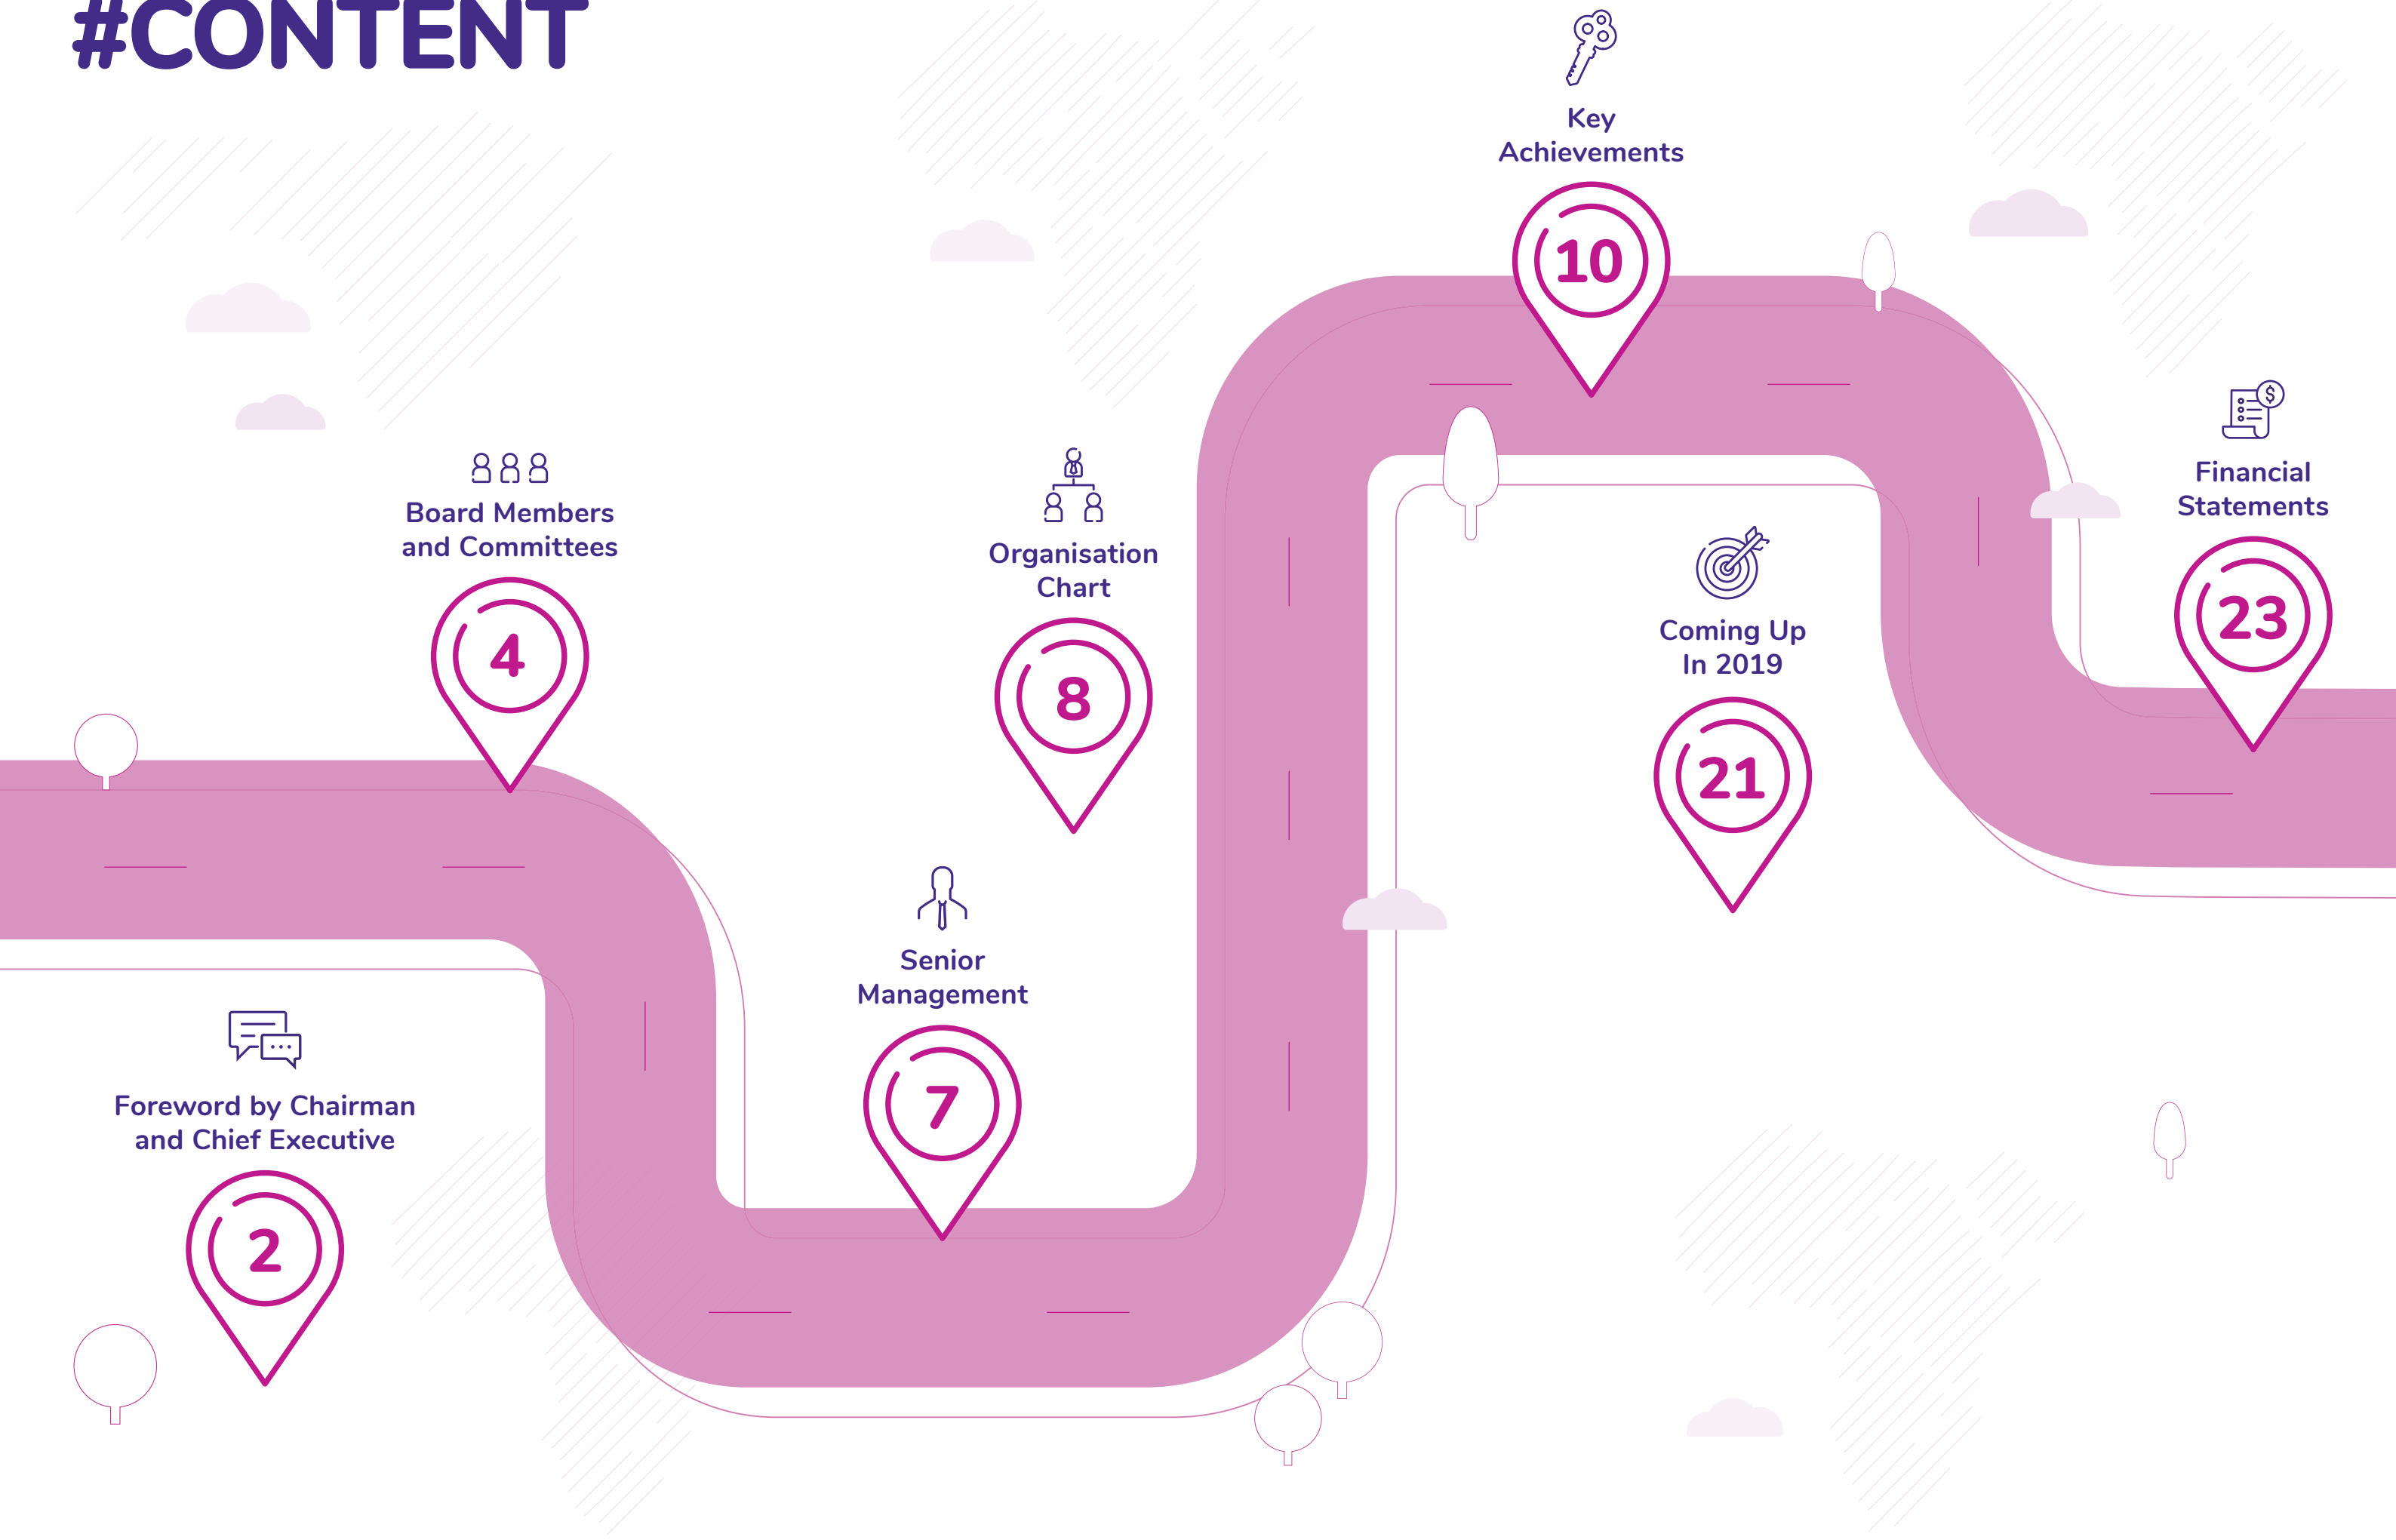 #CONTENT
Foreword by Chairman
and Chief Executive
2
Board Members
and Committees
4
Senior
Management
7
Organisation
Chart
8
Key
Achievements
10
Coming Up
In 2019
21
Financial
Statements
$
23